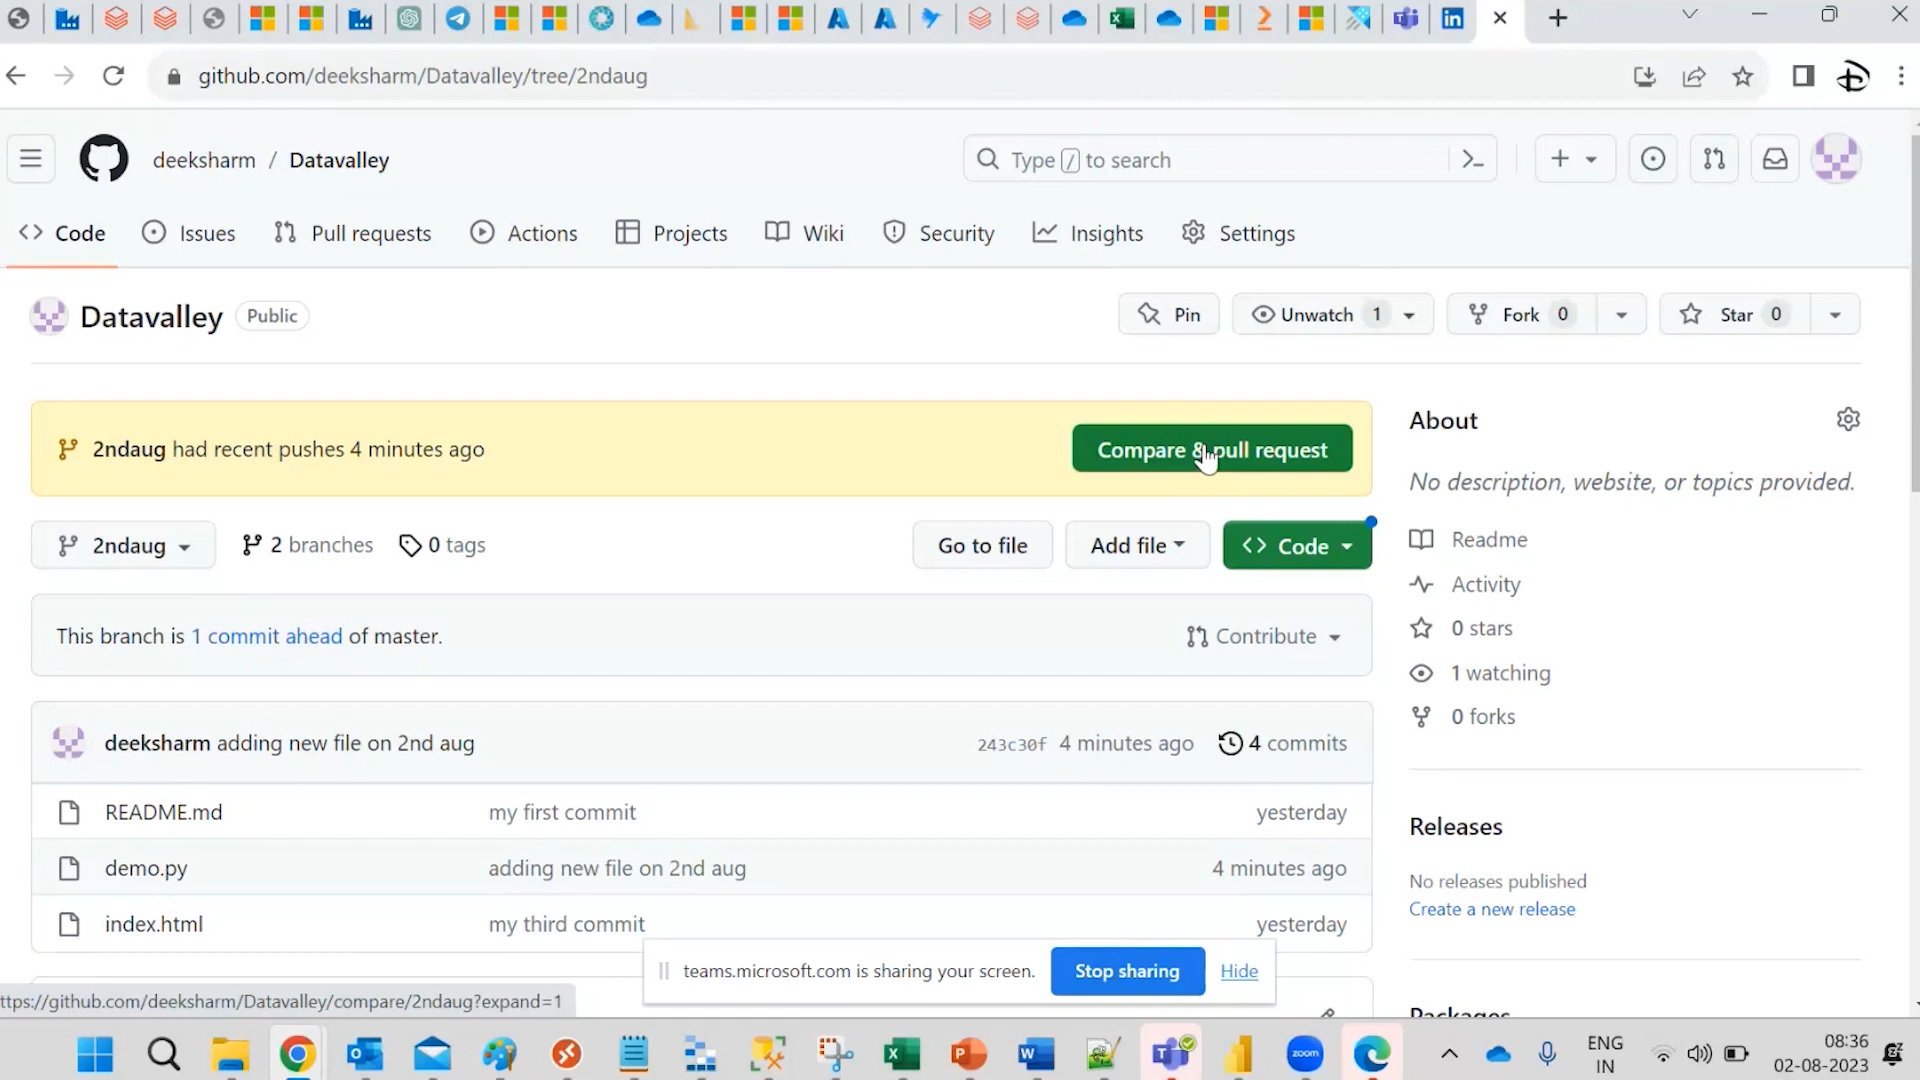 github.com/deeksharm/Datavalley/tree/2ndaug
deeksharm / Datavalley
Type / to search
Code
Issues
Pull requests
Actions
Projects
Wiki
Security
Insights
Settings
Datavalley
Public
Pin
Unwatch 1
Fork 0
Star 0
2ndaug had recent pushes 4 minutes ago
Compare & pull request
About
No description, website, or topics provided.
2ndaug
2 branches
0 tags
Go to file
Add file
Code
Readme
Activity
0 stars
1 watching
0 forks
This branch is 1 commit ahead of master.
Contribute
deeksharm adding new file on 2nd aug
243c30f 4 minutes ago
4 commits
README.md my first commit yesterday
demo.py adding new file on 2nd aug 4 minutes ago
index.html my third commit yesterday
Releases
No releases published
Create a new release
Packages
teams.microsoft.com is sharing your screen.
Stop sharing
Hide
ttps://github.com/deeksharm/Datavalley/compare/2ndaug?expand=1
zoom
ENG
IN
08:36
02-08-2023